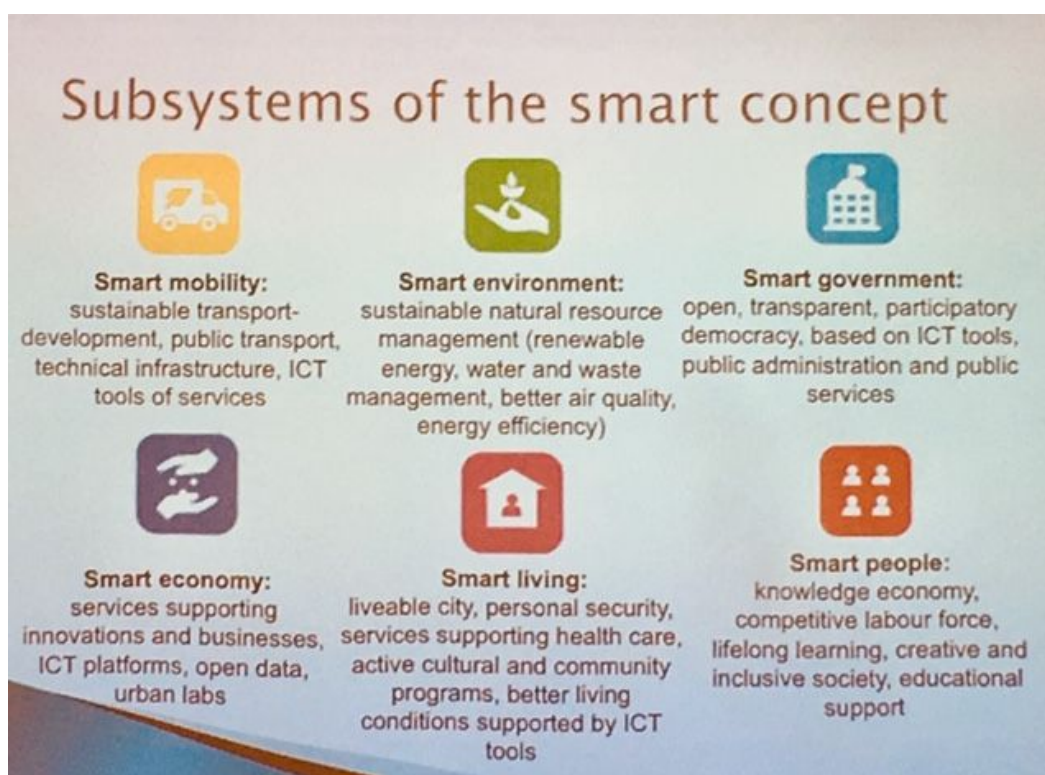 Subsystems of the smart concept
Smart mobility:
sustainable transport-
development, public transport,
technical infrastructure, ICT
tools of services
Smart environment:
sustainable natural resource
management (renewable
energy, water and waste
management, better air quality,
energy efficiency)
Smart government:
open, transparent, participatory
democracy, based on ICT tools,
public administration and public
services
Smart economy:
services supporting
innovations and businesses,
ICT platforms, open data,
urban labs
Smart living:
liveable city, personal security,
services supporting health care,
active cultural and community
programs, better living
conditions supported by ICT
tools
Smart people:
knowledge economy,
competitive labour force,
lifelong learning, creative and
inclusive society, educational
support